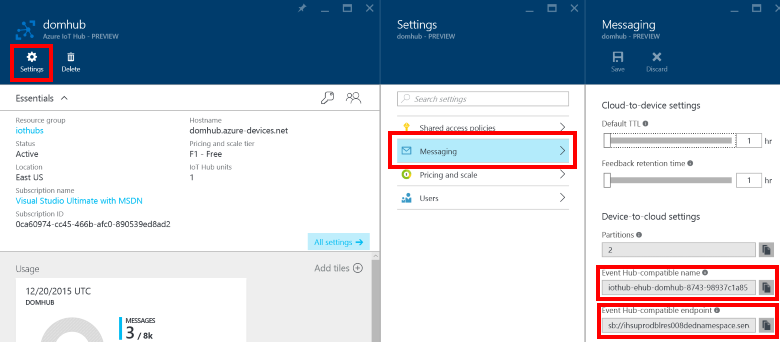 domhub
Azure IoT Hub - PREVIEW
Settings
Delete
Essentials
Resource group
iothubs
Status
Active
Location
East US
Subscription name
Visual Studio Ultimate with MSDN
Subscription ID
0ca60974-cc45-466b-afc0-890539ed8ad2
Hostname
domhub.azure-devices.net
Pricing and scale tier
F1 - Free
IoT Hub units
1
All settings
Usage
Add tiles
12/20/2015 UTC
DOMHUB
MESSAGES
3 / 8k
Settings
domhub - PREVIEW
Search settings
Shared access policies
Messaging
Pricing and scale
Users
Messaging
domhub - PREVIEW
Save
Discard
Cloud-to-device settings
Default TTL
1 hr
Feedback retention time
1 hr
Device-to-cloud settings
Partitions
2
Event Hub-compatible name
iothub-ehub-domhub-8743-98937c1a85
Event Hub-compatible endpoint
sb://ihsuprodblres008dednamespace.ser